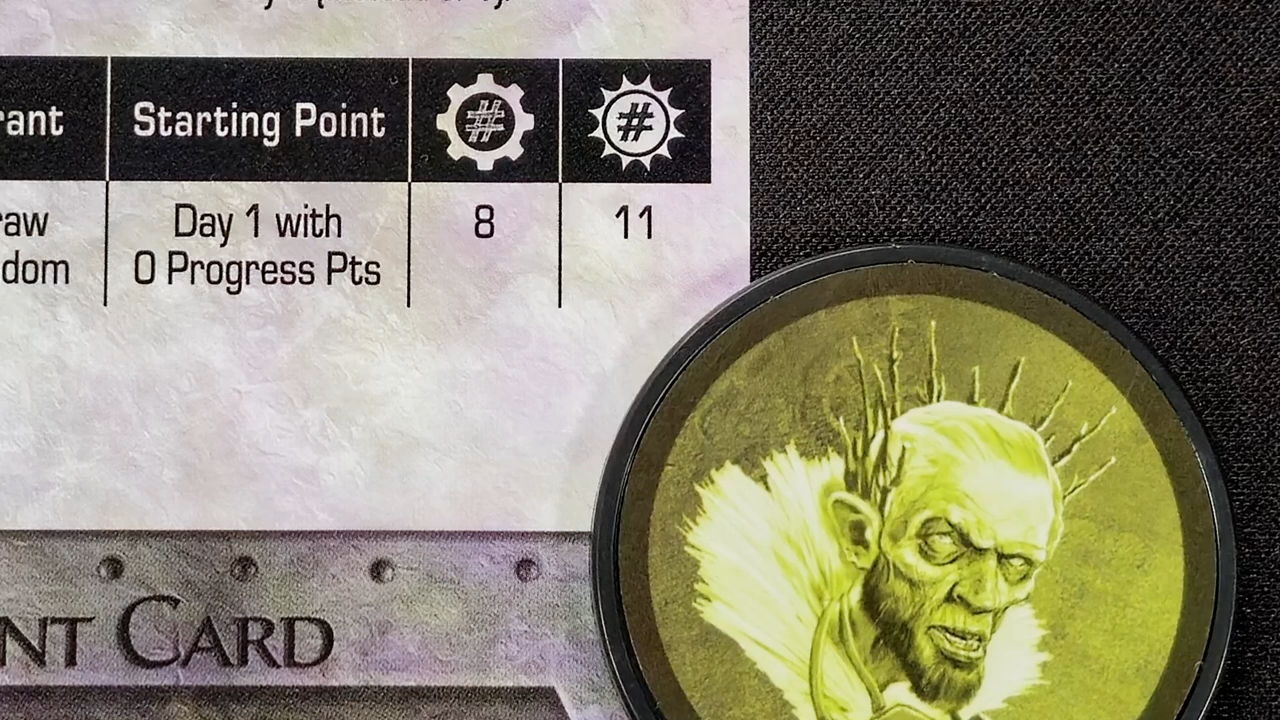 rant Starting Point # #
raw Day 1 with 8 11
dom 0 Progress Pts
NT CARD